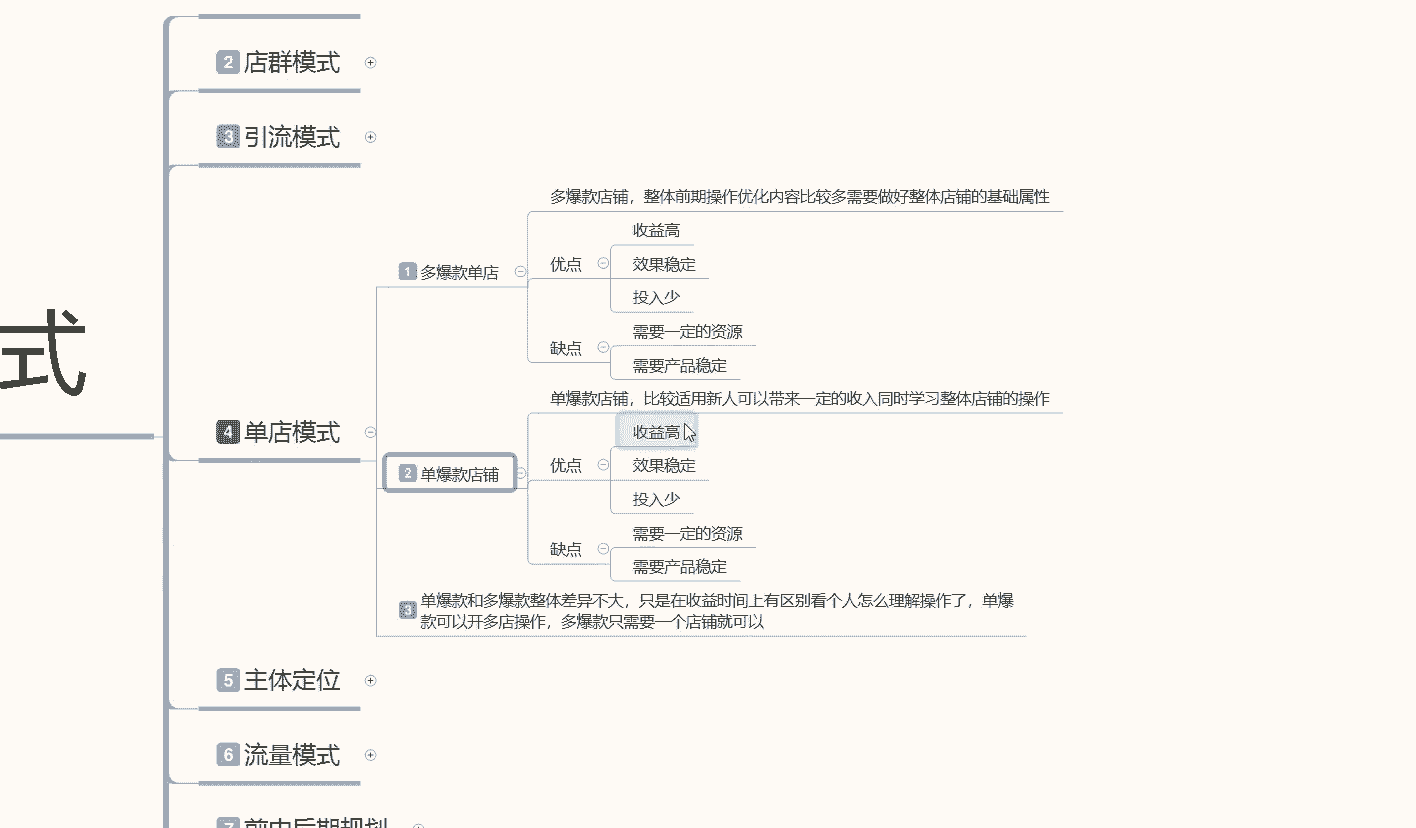 2 店群模式
3 引流模式
式
4 单店模式
1 多爆款单店
多爆款店铺，整体前期操作优化内容比较多需要做好整体店铺的基础属性
优点
收益高
效果稳定
投入少
缺点
需要一定的资源
需要产品稳定
2 单爆款店铺
单爆款店铺，比较适用新人可以带来一定的收入同时学习整体店铺的操作
优点
收益高
效果稳定
投入少
缺点
需要一定的资源
需要产品稳定
3 单爆款和多爆款整体差异不大，只是在收益时间上有区别看个人怎么理解操作了，单爆
款可以开多店操作，多爆款只需要一个店铺就可以
5 主体定位
6 流量模式
7 前中后期规划